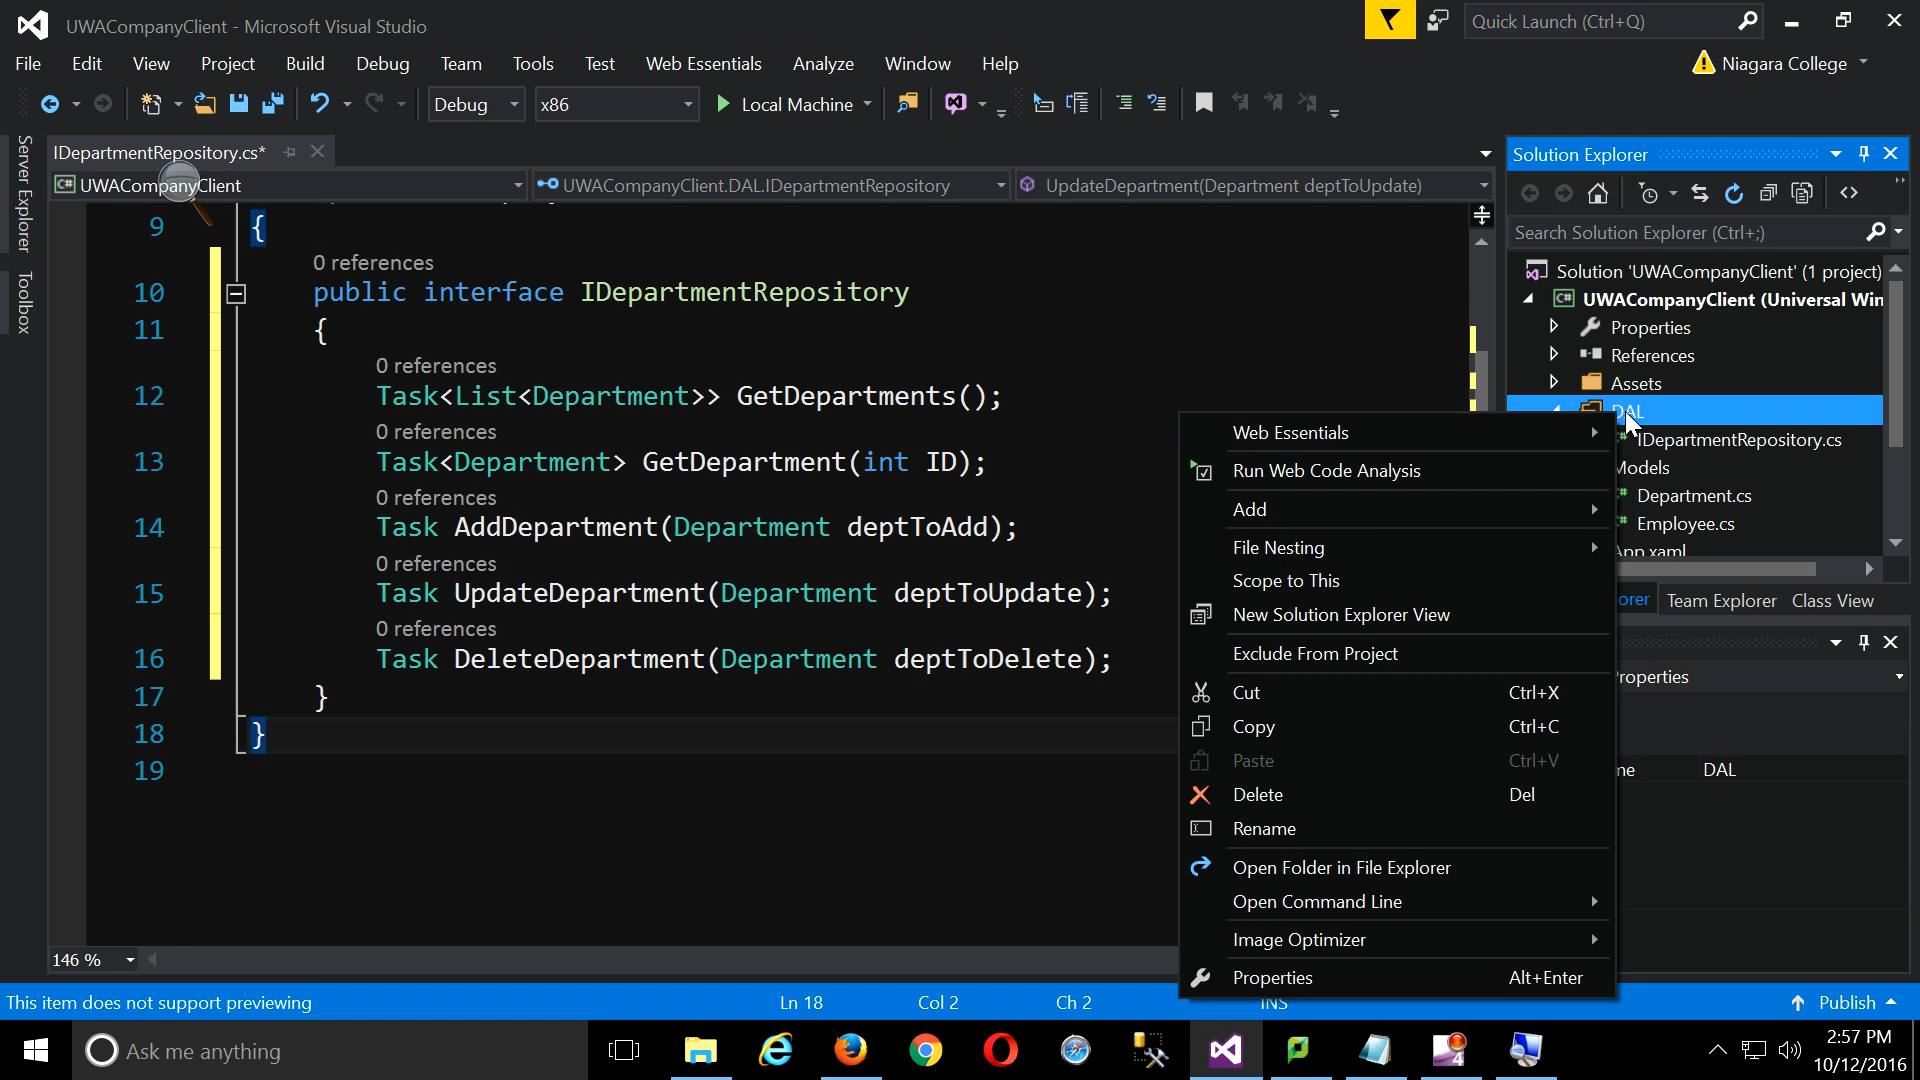 UWACompanyClient - Microsoft Visual Studio
Quick Launch (Ctrl+Q)
File Edit View Project Build Debug Team Tools Test Web Essentials Analyze Window Help
Niagara College
Debug x86 Local Machine
Server Explorer
Toolbox
IDepartmentRepository.cs*
UWACompanyClient UWACompanyClient.DAL.IDepartmentRepository UpdateDepartment(Department deptToUpdate)
9 {
0 references
10 public interface IDepartmentRepository
11 {
0 references
12 Task<List<Department>> GetDepartments();
0 references
13 Task<Department> GetDepartment(int ID);
0 references
14 Task AddDepartment(Department deptToAdd);
0 references
15 Task UpdateDepartment(Department deptToUpdate);
0 references
16 Task DeleteDepartment(Department deptToDelete);
17 }
18 }
19
146 %
Solution Explorer
Search Solution Explorer (Ctrl+;)
Solution 'UWACompanyClient' (1 project)
UWACompanyClient (Universal Win
Properties
References
Assets
DAL
IDepartmentRepository.cs
Models
Department.cs
Employee.cs
App.xaml
orer Team Explorer Class View
roperties
me DAL
Web Essentials
Run Web Code Analysis
Add
File Nesting
Scope to This
New Solution Explorer View
Exclude From Project
Cut Ctrl+X
Copy Ctrl+C
Paste Ctrl+V
Delete Del
Rename
Open Folder in File Explorer
Open Command Line
Image Optimizer
Properties Alt+Enter
This item does not support previewing Ln 18 Col 2 Ch 2 INS Publish
Ask me anything
4
2:57 PM
10/12/2016